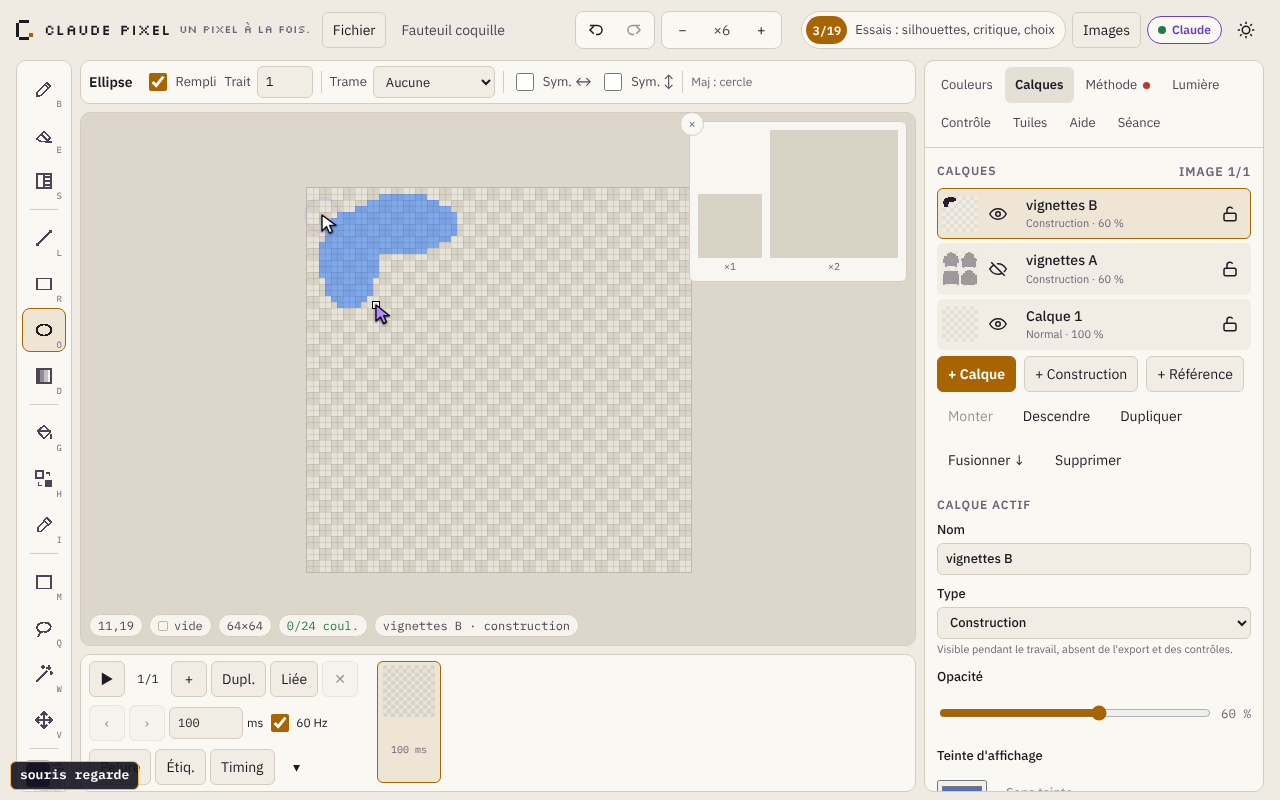 CLAUDE PIXEL UN PIXEL À LA FOIS. Fichier Fauteuil coquille − ×6 + 3/19 Essais : silhouettes, critique, choix Images Claude
Ellipse Rempli Trait 1 Trame Aucune Sym. ↔ Sym. ↕ Maj : cercle
B
E
S
L
R
O
D
G
H
I
M
Q
W
V
×
×1 ×2
11,19 vide 64×64 0/24 coul. vignettes B · construction
1/1 + Dupl. Liée ×
‹ › 100 ms 60 Hz
Étiq. Timing ▼
100 ms
souris regarde
Couleurs Calques Méthode Lumière
Contrôle Tuiles Aide Séance
CALQUES IMAGE 1/1
vignettes B
Construction · 60 %
vignettes A
Construction · 60 %
Calque 1
Normal · 100 %
+ Calque + Construction + Référence
Monter Descendre Dupliquer
Fusionner ↓ Supprimer
CALQUE ACTIF
Nom
vignettes B
Type
Construction
Visible pendant le travail, absent de l'export et des contrôles.
Opacité
60 %
Teinte d'affichage
Sans teinte